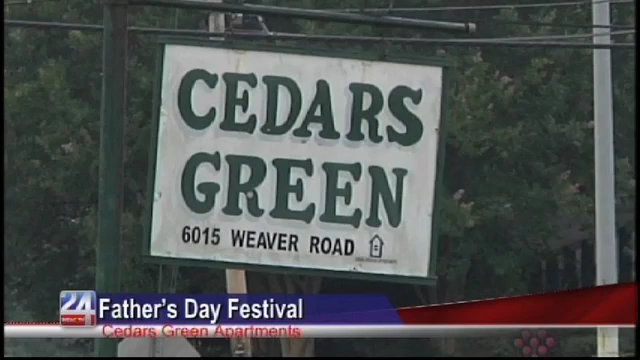 CEDARS
GREEN
6015 WEAVER ROAD
24
Father's Day Festival
Cedars Green Apartments